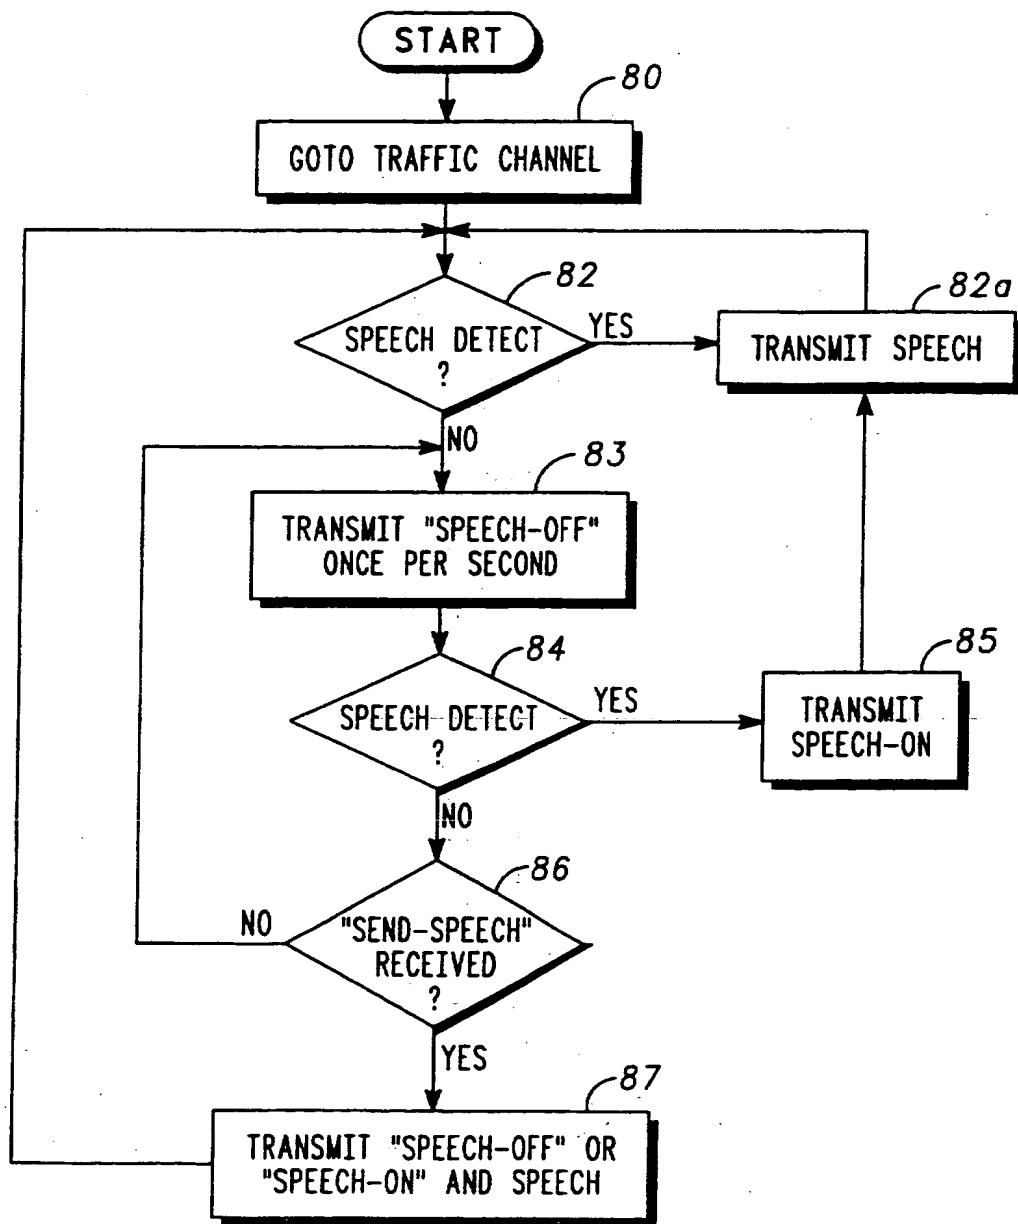 START
80
GOTO TRAFFIC CHANNEL
82
SPEECH DETECT
?
YES
82a
TRANSMIT SPEECH
NO
83
TRANSMIT "SPEECH-OFF"
ONCE PER SECOND
84
SPEECH DETECT
?
YES
85
TRANSMIT
SPEECH-ON
NO
86
"SEND-SPEECH"
RECEIVED
?
NO
YES
87
TRANSMIT "SPEECH-OFF" OR
"SPEECH-ON" AND SPEECH